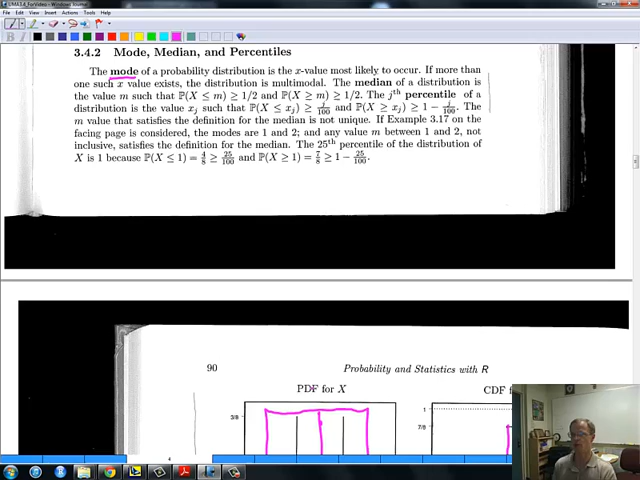 LIMA3.4_ForVideo - Windows Journal
File Edit View Insert Actions Tools Help
3.4.2 Mode, Median, and Percentiles
The mode of a probability distribution is the x-value most likely to occur. If more than
one such x value exists, the distribution is multimodal. The median of a distribution is
the value m such that ℙ(X ≤ m) ≥ 1/2 and ℙ(X ≥ m) ≥ 1/2. The jth percentile of a
distribution is the value xj such that ℙ(X ≤ xj) ≥ j/100 and ℙ(X ≥ xj) ≥ 1 − j/100. The
m value that satisfies the definition for the median is not unique. If Example 3.17 on the
facing page is considered, the modes are 1 and 2; and any value m between 1 and 2, not
inclusive, satisfies the definition for the median. The 25th percentile of the distribution of
X is 1 because ℙ(X ≤ 1) = 4/8 ≥ 25/100 and ℙ(X ≥ 1) = 7/8 ≥ 1 − 25/100.
90 Probability and Statistics with R
PDF for X CDF
3/8
1
7/8